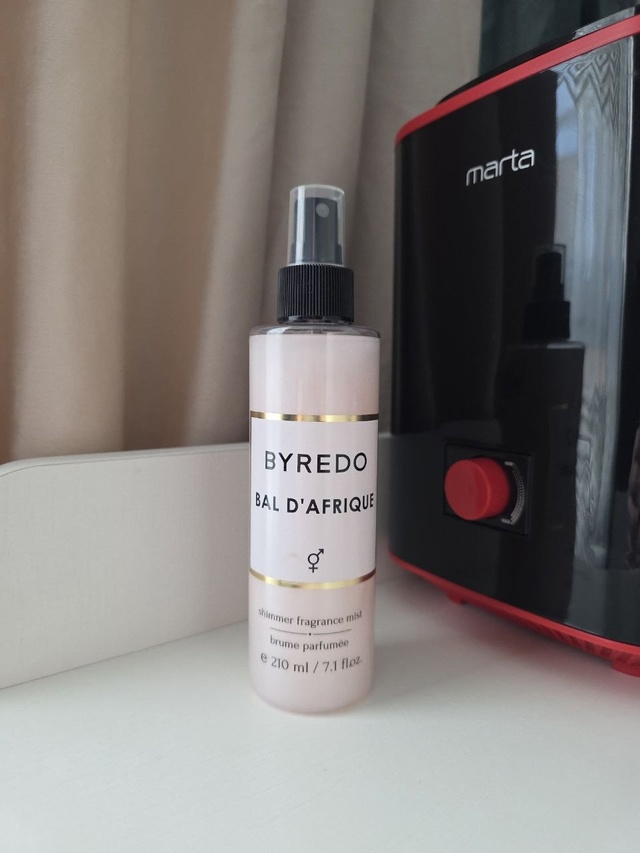 marta
BYREDO
BAL D'AFRIQUE
shimmer fragrance mist
brume parfumée
e 210 ml / 7.1 fl.oz.